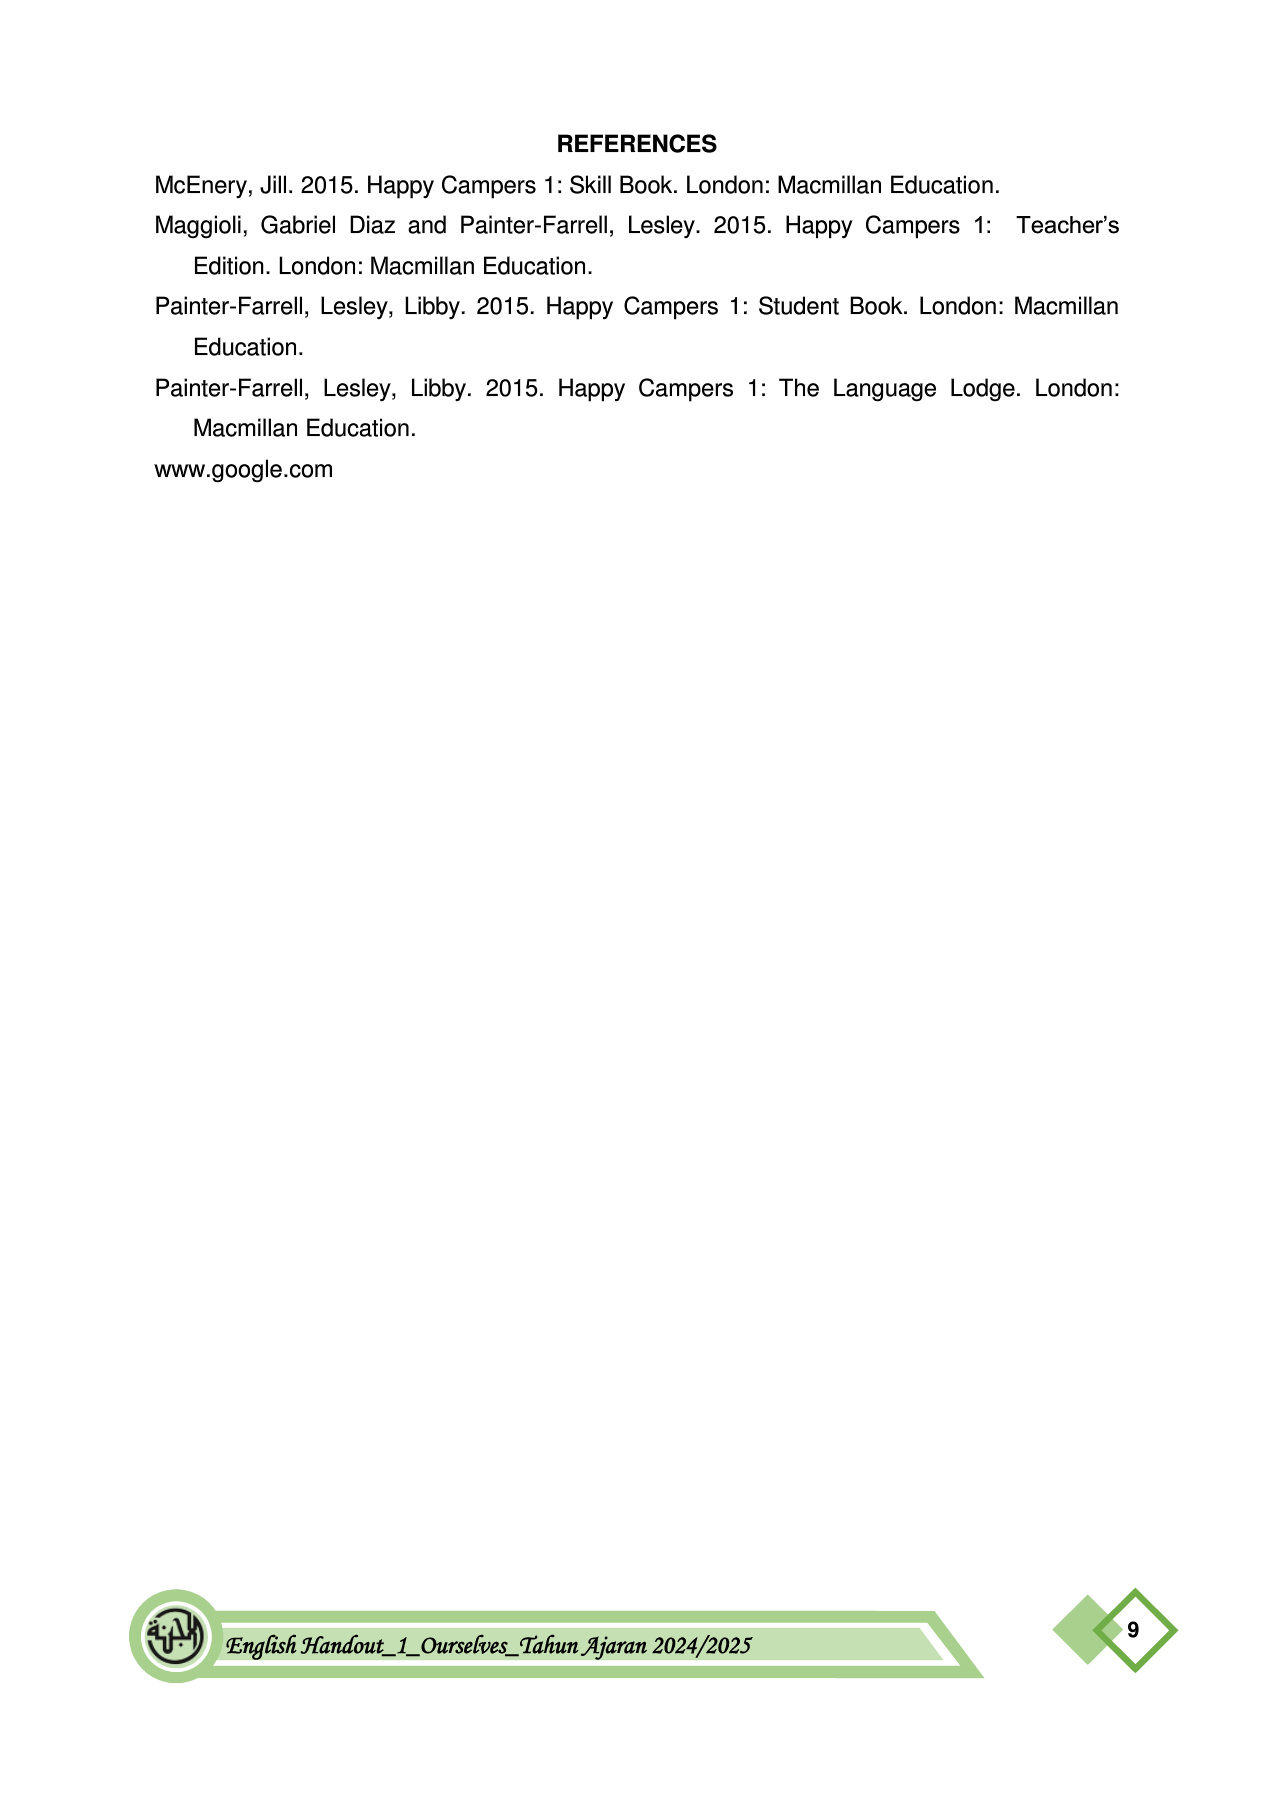 REFERENCES
McEnery, Jill. 2015. Happy Campers 1: Skill Book. London: Macmillan Education.
Maggioli, Gabriel Diaz and Painter-Farrell, Lesley. 2015. Happy Campers 1: Teacher’s
Edition. London: Macmillan Education.
Painter-Farrell, Lesley, Libby. 2015. Happy Campers 1: Student Book. London: Macmillan
Education.
Painter-Farrell, Lesley, Libby. 2015. Happy Campers 1: The Language Lodge. London:
Macmillan Education.
www.google.com
English Handout_1_Ourselves_Tahun Ajaran 2024/2025
9